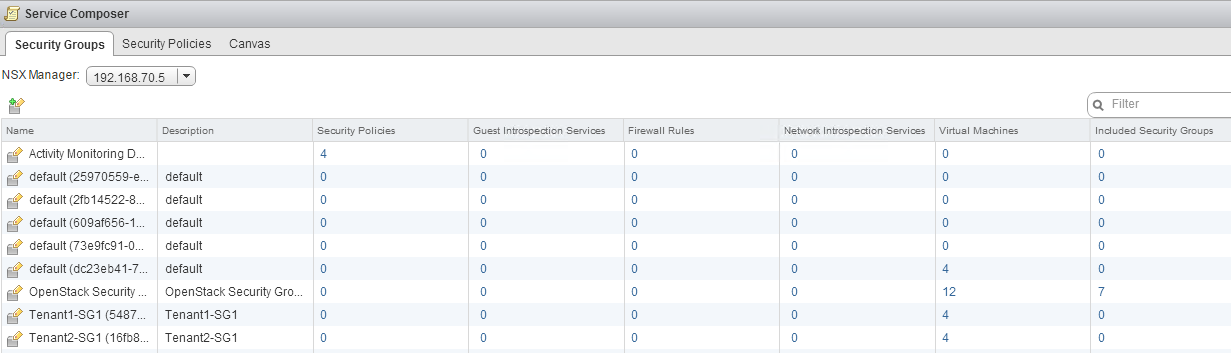 Service Composer
Security Groups Security Policies Canvas
NSX Manager: 192.168.70.5
Filter
Name Description Security Policies Guest Introspection Services Firewall Rules Network Introspection Services Virtual Machines Included Security Groups
Activity Monitoring D... 4 0 0 0 0 0
default (25970559-e... default 0 0 0 0 0 0
default (2fb14522-8... default 0 0 0 0 0 0
default (609af656-1... default 0 0 0 0 0 0
default (73e9fc91-0... default 0 0 0 0 0 0
default (dc23eb41-7... default 0 0 0 0 4 0
OpenStack Security ... OpenStack Security Gro... 0 0 0 0 12 7
Tenant1-SG1 (5487... Tenant1-SG1 0 0 0 0 4 0
Tenant2-SG1 (16fb8... Tenant2-SG1 0 0 0 0 4 0